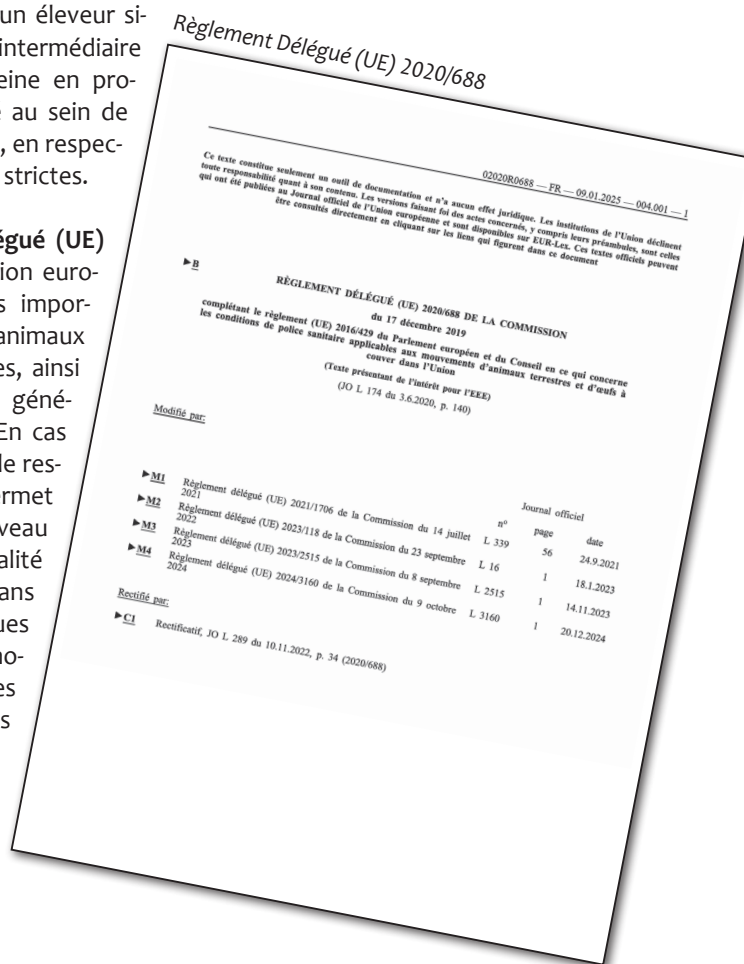 un éleveur si-
intermédiaire
eine en pro-
au sein de
, en respec-
strictes.
égué (UE)
ion euro-
s impor-
animaux
es, ainsi
géné-
En cas
le res-
ermet
veau
alité
ans
ues
no-
es
s
Règlement Délégué (UE) 2020/688
02020R0688 — FR — 09.01.2025 — 004.001 — 1
Ce texte constitue seulement un outil de documentation et n’a aucun effet juridique. Les institutions de l'Union déclinent
toute responsabilité quant à son contenu. Les versions faisant foi des actes concernés, y compris leurs préambules, sont celles
qui ont été publiées au Journal officiel de l’Union européenne et sont disponibles sur EUR-Lex. Ces textes officiels peuvent
être consultés directement en cliquant sur les liens qui figurent dans ce document
►B
RÈGLEMENT DÉLÉGUÉ (UE) 2020/688 DE LA COMMISSION
du 17 décembre 2019
complétant le règlement (UE) 2016/429 du Parlement européen et du Conseil en ce qui concerne
les conditions de police sanitaire applicables aux mouvements d’animaux terrestres et d’œufs à
couver dans l’Union
(Texte présentant de l’intérêt pour l’EEE)
(JO L 174 du 3.6.2020, p. 140)
Modifié par:
Journal officiel
n° page date
►M1 Règlement délégué (UE) 2021/1706 de la Commission du 14 juillet L 339 56 24.9.2021
2021
►M2 Règlement délégué (UE) 2023/118 de la Commission du 23 septembre L 16 1 18.1.2023
2022
►M3 Règlement délégué (UE) 2023/2515 de la Commission du 8 septembre L 2515 1 14.11.2023
2023
►M4 Règlement délégué (UE) 2024/3160 de la Commission du 9 octobre L 3160 1 20.12.2024
2024
Rectifié par:
►C1 Rectificatif, JO L 289 du 10.11.2022, p. 34 (2020/688)